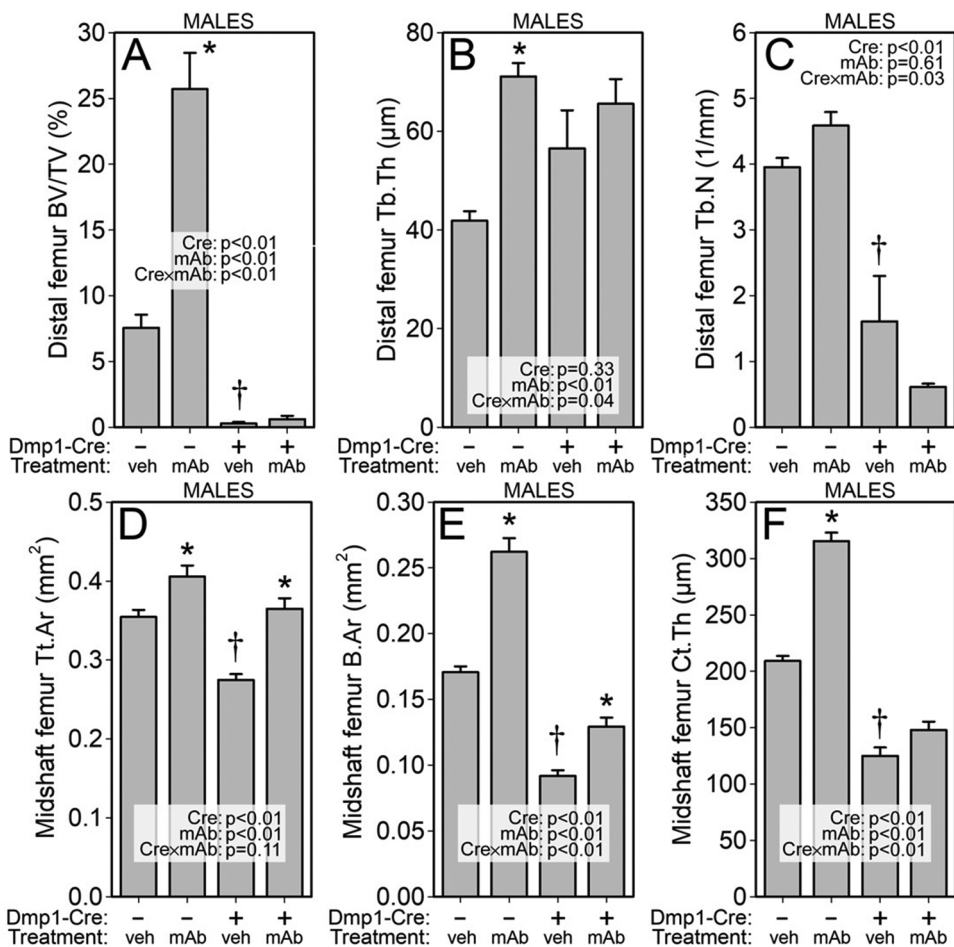 MALES
A
Distal femur BV/TV (%)
30
25
20
15
10
5
0
*
Cre: p<0.01
mAb: p<0.01
Cre×mAb: p<0.01
†
Dmp1-Cre: − − + +
Treatment: veh mAb veh mAb
MALES
B
Distal femur Tb.Th (µm)
80
60
40
20
0
*
Cre: p=0.33
mAb: p<0.01
Cre×mAb: p=0.04
− − + +
veh mAb veh mAb
MALES
C
Distal femur Tb.N (1/mm)
6
5
4
3
2
1
0
Cre: p<0.01
mAb: p=0.61
Cre×mAb: p=0.03
†
− − + +
veh mAb veh mAb
MALES
D
Midshaft femur Tt.Ar (mm²)
0.5
0.4
0.3
0.2
0.1
0.0
*
†
*
Cre: p<0.01
mAb: p<0.01
Cre×mAb: p=0.11
Dmp1-Cre: − − + +
Treatment: veh mAb veh mAb
MALES
E
Midshaft femur B.Ar (mm²)
0.30
0.25
0.20
0.15
0.10
0.05
0.00
*
†
*
Cre: p<0.01
mAb: p<0.01
Cre×mAb: p<0.01
− − + +
veh mAb veh mAb
MALES
F
Midshaft femur Ct.Th (µm)
350
300
250
200
150
100
50
0
*
†
Cre: p<0.01
mAb: p<0.01
Cre×mAb: p<0.01
− − + +
veh mAb veh mAb